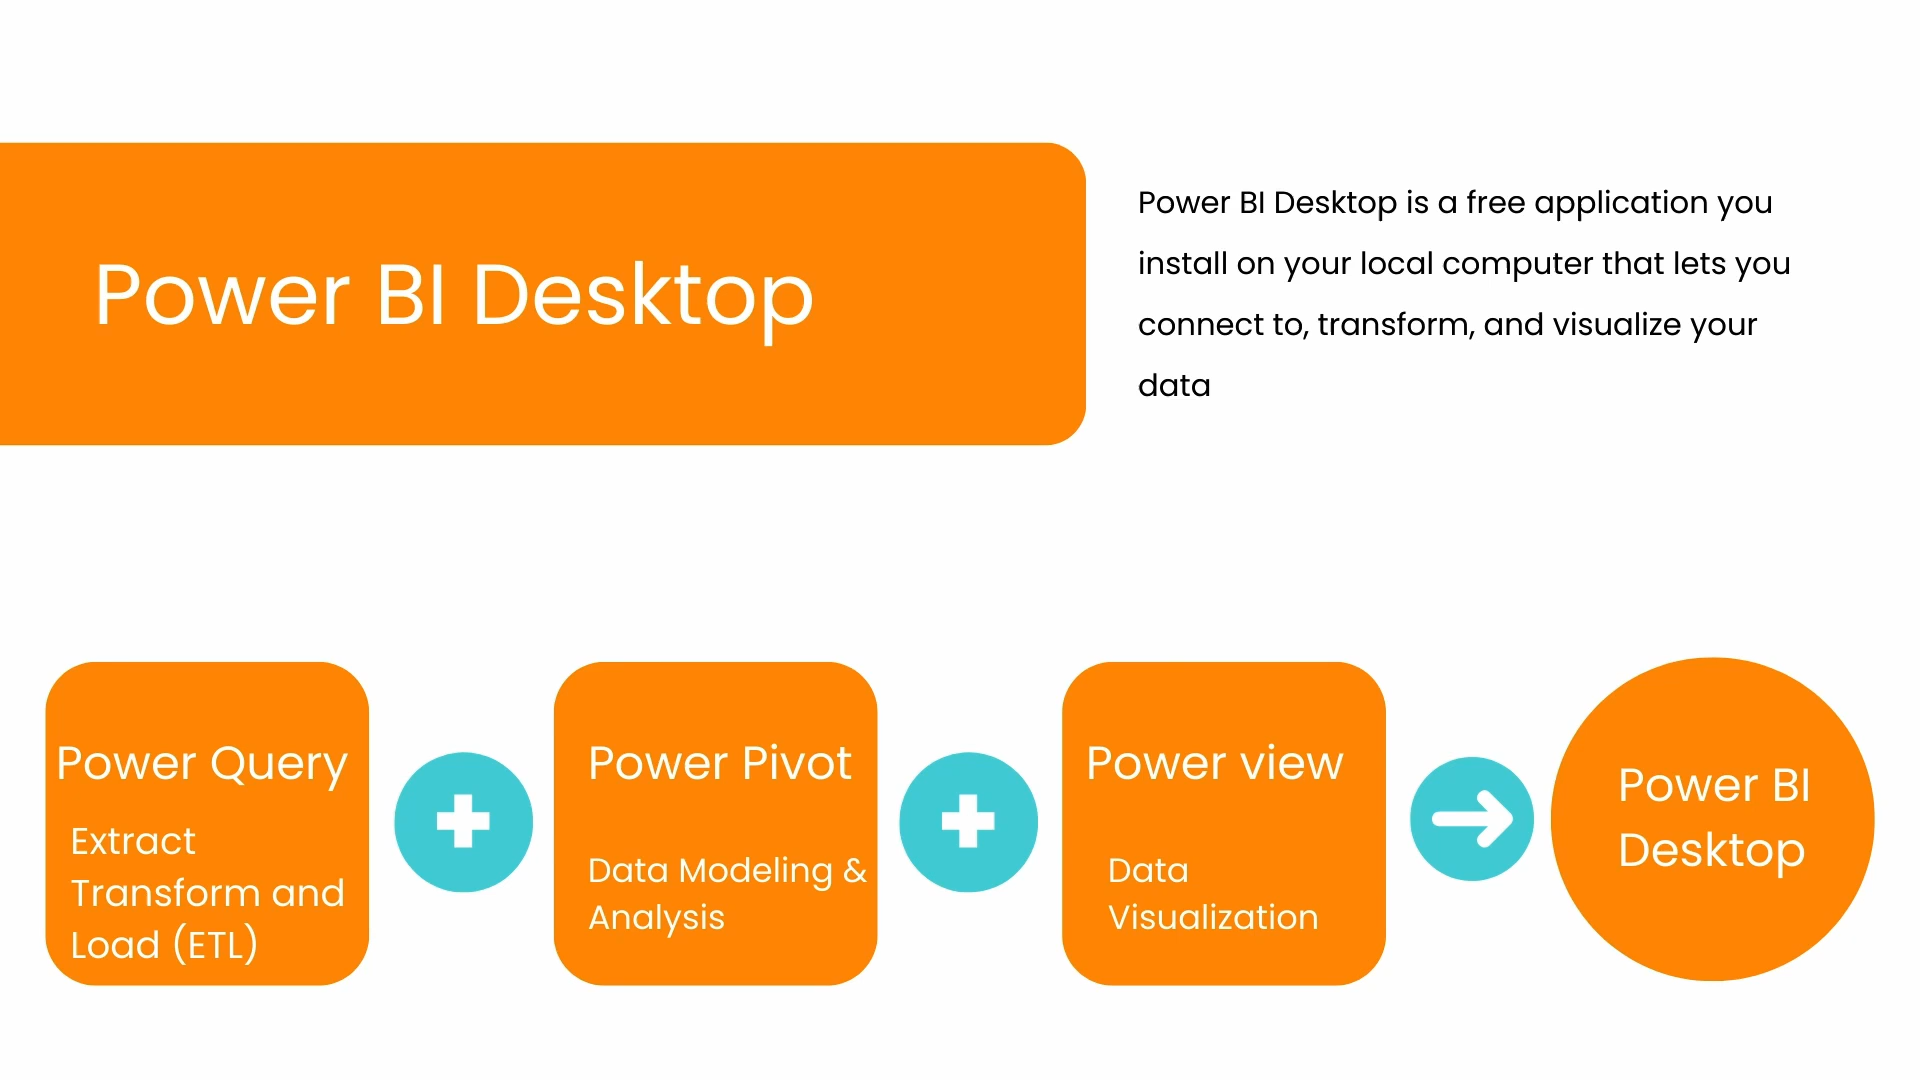 Power BI Desktop
Power BI Desktop is a free application you
install on your local computer that lets you
connect to, transform, and visualize your
data
Power Query
Extract
Transform and
Load (ETL)
Power Pivot
Data Modeling &
Analysis
Power view
Data
Visualization
Power BI
Desktop